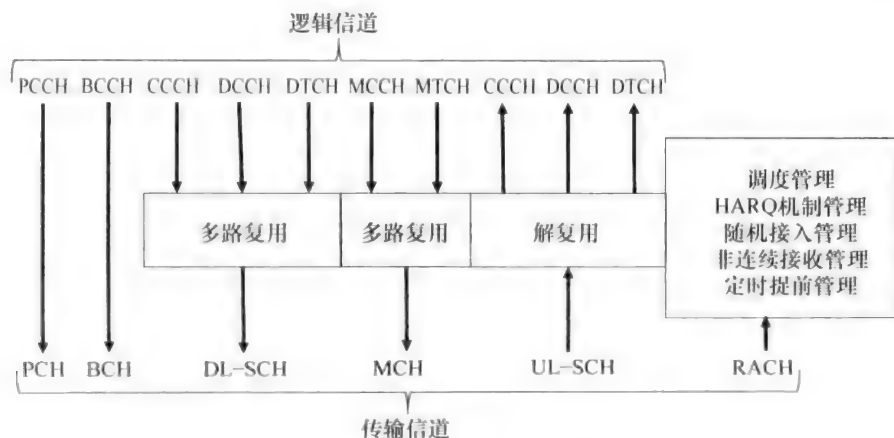 逻辑信道
PCCH BCCH CCCH DCCH DTCH MCCH MTCH CCCH DCCH DTCH
调度管理
HARQ机制管理
随机接入管理
非连续接收管理
定时捉前管理
多路复用 多路复用 解复用
PCH BCH DL-SCH MCH UL-SCH RACH
传输信道